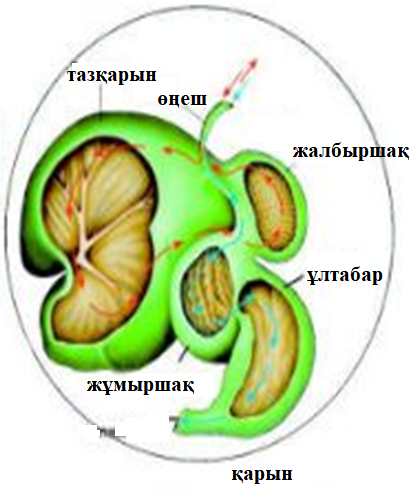 тазқарын
өңеш
жалбыршақ
ұлтабар
жұмыршақ
қарын